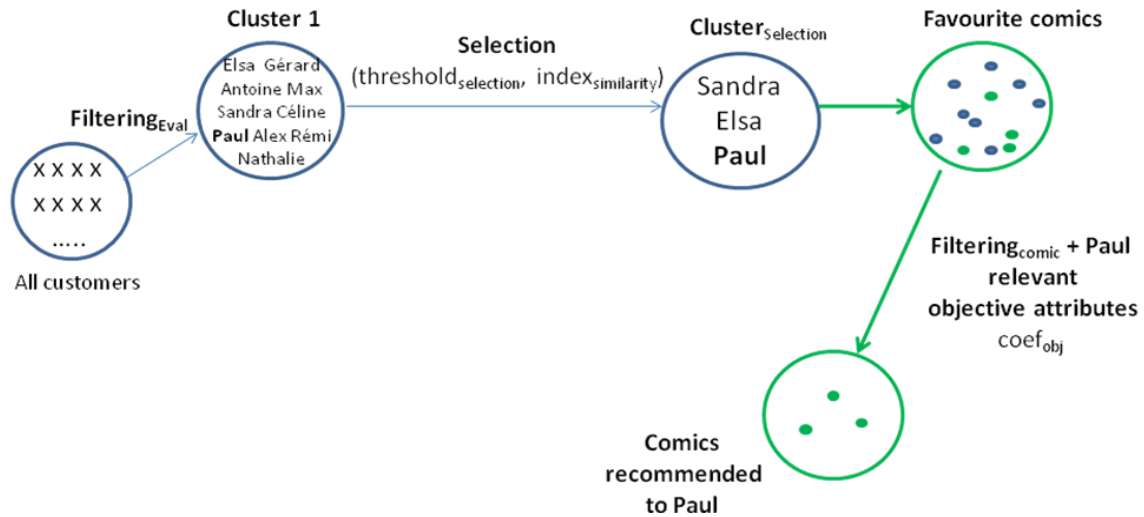 Cluster 1
Elsa Gérard
Antoine Max
Sandra Céline
Paul Alex Rémi
Nathalie
Filtering Eval
X X X X
X X X X
.....
All customers
Selection
(threshold selection, index similarity)
Cluster Selection
Sandra
Elsa
Paul
Favourite comics
Filtering comic + Paul
relevant
objective attributes
coef obj
Comics
recommended
to Paul